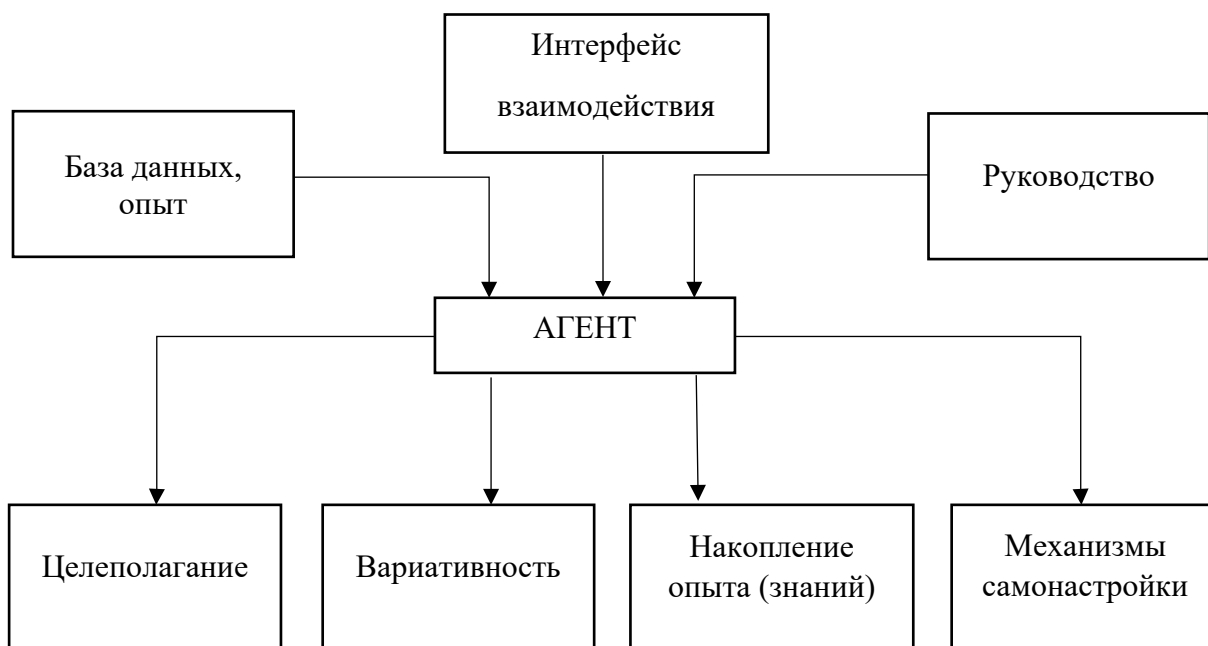 Интерфейс
взаимодействия
База данных,
опыт
Руководство
АГЕНТ
Целеполагание
Вариативность
Накопление
опыта (знаний)
Механизмы
самонастройки